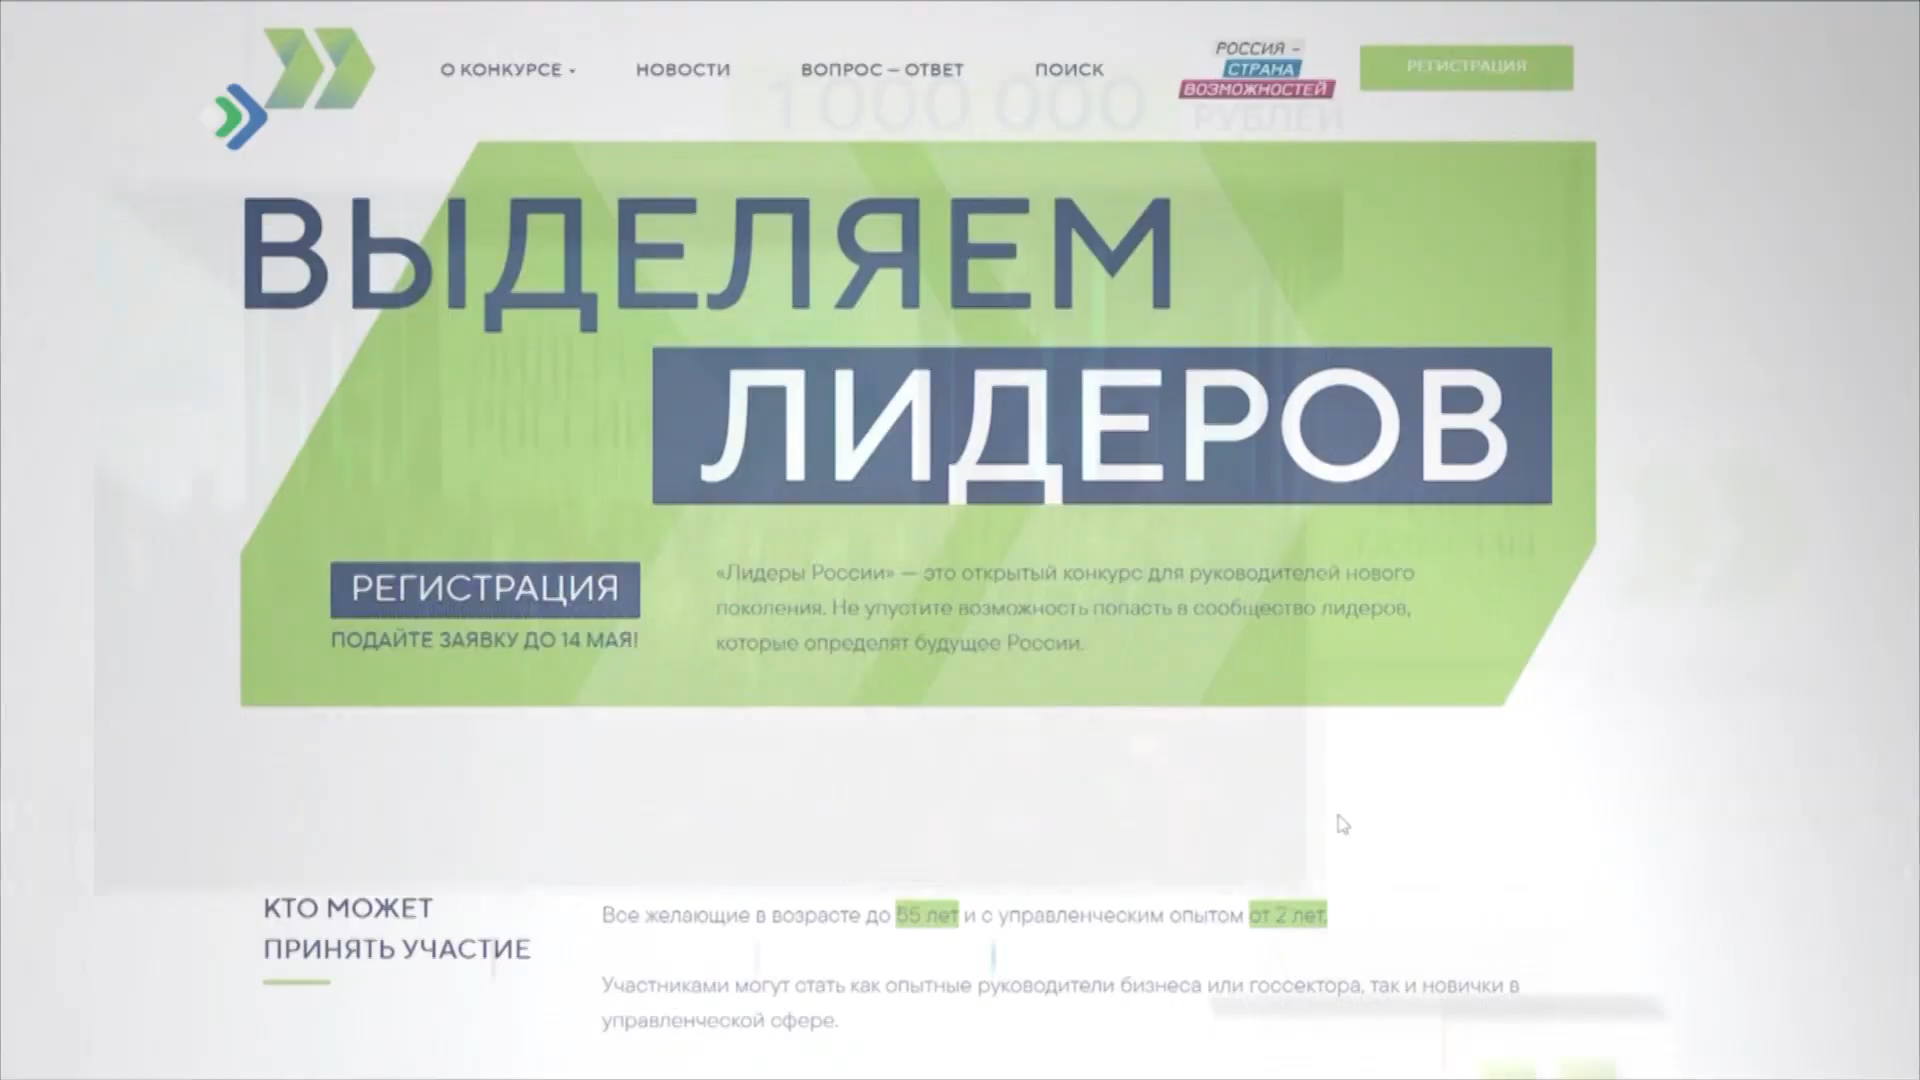 О КОНКУРСЕ
НОВОСТИ
ВОПРОС – ОТВЕТ
ПОИСК
РОССИЯ –
СТРАНА
ВОЗМОЖНОСТЕЙ
РЕГИСТРАЦИЯ
1 000 000
РУБЛЕЙ
ВЫДЕЛЯЕМ
ЛИДЕРОВ
РЕГИСТРАЦИЯ
ПОДАЙТЕ ЗАЯВКУ ДО 14 МАЯ!
«Лидеры России» — это открытый конкурс для руководителей нового
поколения. Не упустите возможность попасть в сообщество лидеров,
которые определят будущее России.
КТО МОЖЕТ
ПРИНЯТЬ УЧАСТИЕ
Все желающие в возрасте до 55 лет и с управленческим опытом от 2 лет.
Участниками могут стать как опытные руководители бизнеса или госсектора, так и новички в
управленческой сфере.